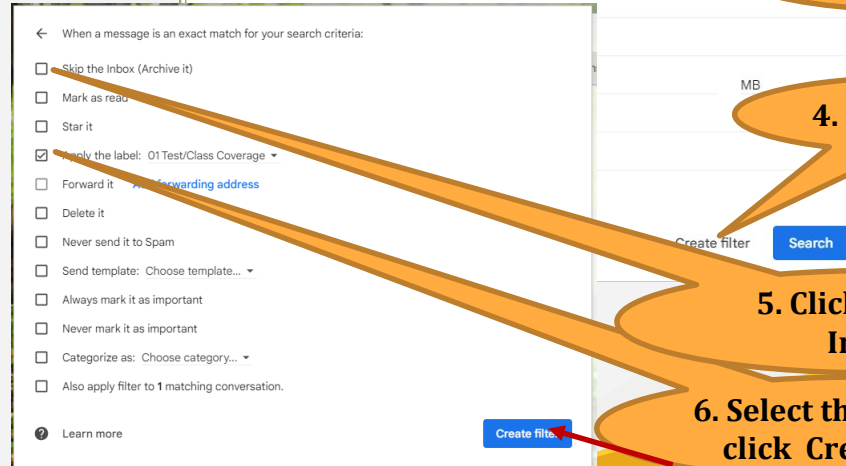 When a message is an exact match for your search criteria:
Skip the Inbox (Archive it)
Mark as read
Star it
Apply the label: 01 Test/Class Coverage
Forward it Add forwarding address
Delete it
Never send it to Spam
Send template: Choose template...
Always mark it as important
Never mark it as important
Categorize as: Choose category...
Also apply filter to 1 matching conversation.
Learn more
Create filter
MB
4.
Create filter
Search
5. Clic
In
6. Select th
click Cre